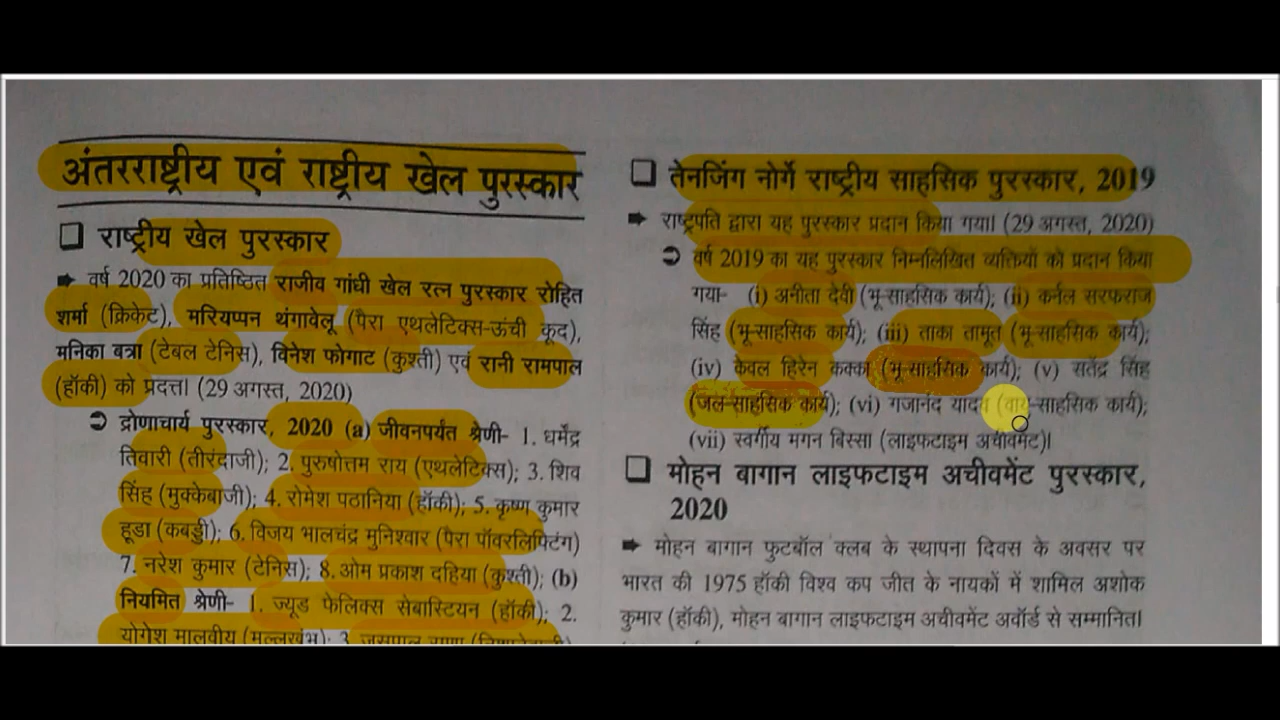 अंतरराष्ट्रीय एवं राष्ट्रीय खेल पुरस्कार
❑ राष्ट्रीय खेल पुरस्कार
➡ वर्ष 2020 का प्रतिष्ठित राजीव गांधी खेल रत्न पुरस्कार रोहित
शर्मा (क्रिकेट), मरियप्पन थंगावेलू (पैरा एथलेटिक्स-ऊंची कूद),
मनिका बत्रा (टेबल टेनिस), विनेश फोगाट (कुश्ती) एवं रानी रामपाल
(हॉकी) को प्रदत्त। (29 अगस्त, 2020)
➲ द्रोणाचार्य पुरस्कार, 2020 (a) जीवनपर्यंत श्रेणी- 1. धर्मेंद्र
तिवारी (तीरंदाजी); 2. पुरुषोत्तम राय (एथलेटिक्स); 3. शिव
सिंह (मुक्केबाजी); 4. रोमेश पठानिया (हॉकी); 5. कृष्ण कुमार
हूडा (कबड्डी); 6. विजय भालचंद्र मुनिश्वार (पैरा पॉवरलिफ्टिंग)
7. नरेश कुमार (टेनिस); 8. ओम प्रकाश दहिया (कुश्ती); (b)
नियमित श्रेणी- 1. ज्यूड फेलिक्स सेबास्टियन (हॉकी); 2.
योगेश मालवीय (मल्लखंभ); 3.
❑ तेनजिंग नोर्गे राष्ट्रीय साहसिक पुरस्कार, 2019
➡ राष्ट्रपति द्वारा यह पुरस्कार प्रदान किया गया। (29 अगस्त, 2020)
➲ वर्ष 2019 का यह पुरस्कार निम्नलिखित व्यक्तियों को प्रदान किया
गया- (i) अनीता देवी (भू-साहसिक कार्य); (ii) कर्नल सरफराज
सिंह (भू-साहसिक कार्य); (iii) ताका तामूत (भू-साहसिक कार्य);
(iv) केवल हिरेन कक्का (भू-साहसिक कार्य); (v) सतेंद्र सिंह
(जल-साहसिक कार्य); (vi) गजानंद यादव (वायु-साहसिक कार्य);
(vii) स्वर्गीय मगन बिस्सा (लाइफटाइम अचीवमेंट)।
❑ मोहन बागान लाइफटाइम अचीवमेंट पुरस्कार,
2020
➡ मोहन बागान फुटबॉल क्लब के स्थापना दिवस के अवसर पर
भारत की 1975 हॉकी विश्व कप जीत के नायकों में शामिल अशोक
कुमार (हॉकी), मोहन बागान लाइफटाइम अचीवमेंट अवॉर्ड से सम्मानित।